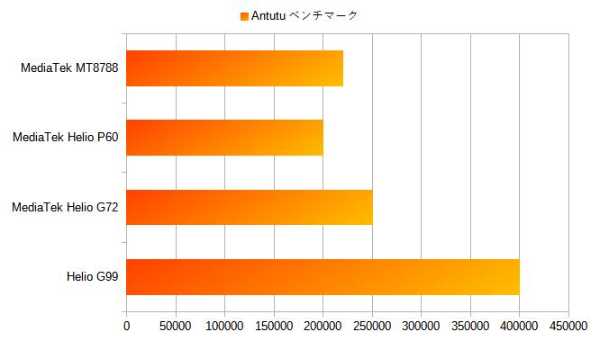 Antutu ベンチマーク
MediaTek MT8788
MediaTek Helio P60
MediaTek Helio G72
Helio G99
0 50000 100000 150000 200000 250000 300000 350000 400000 450000